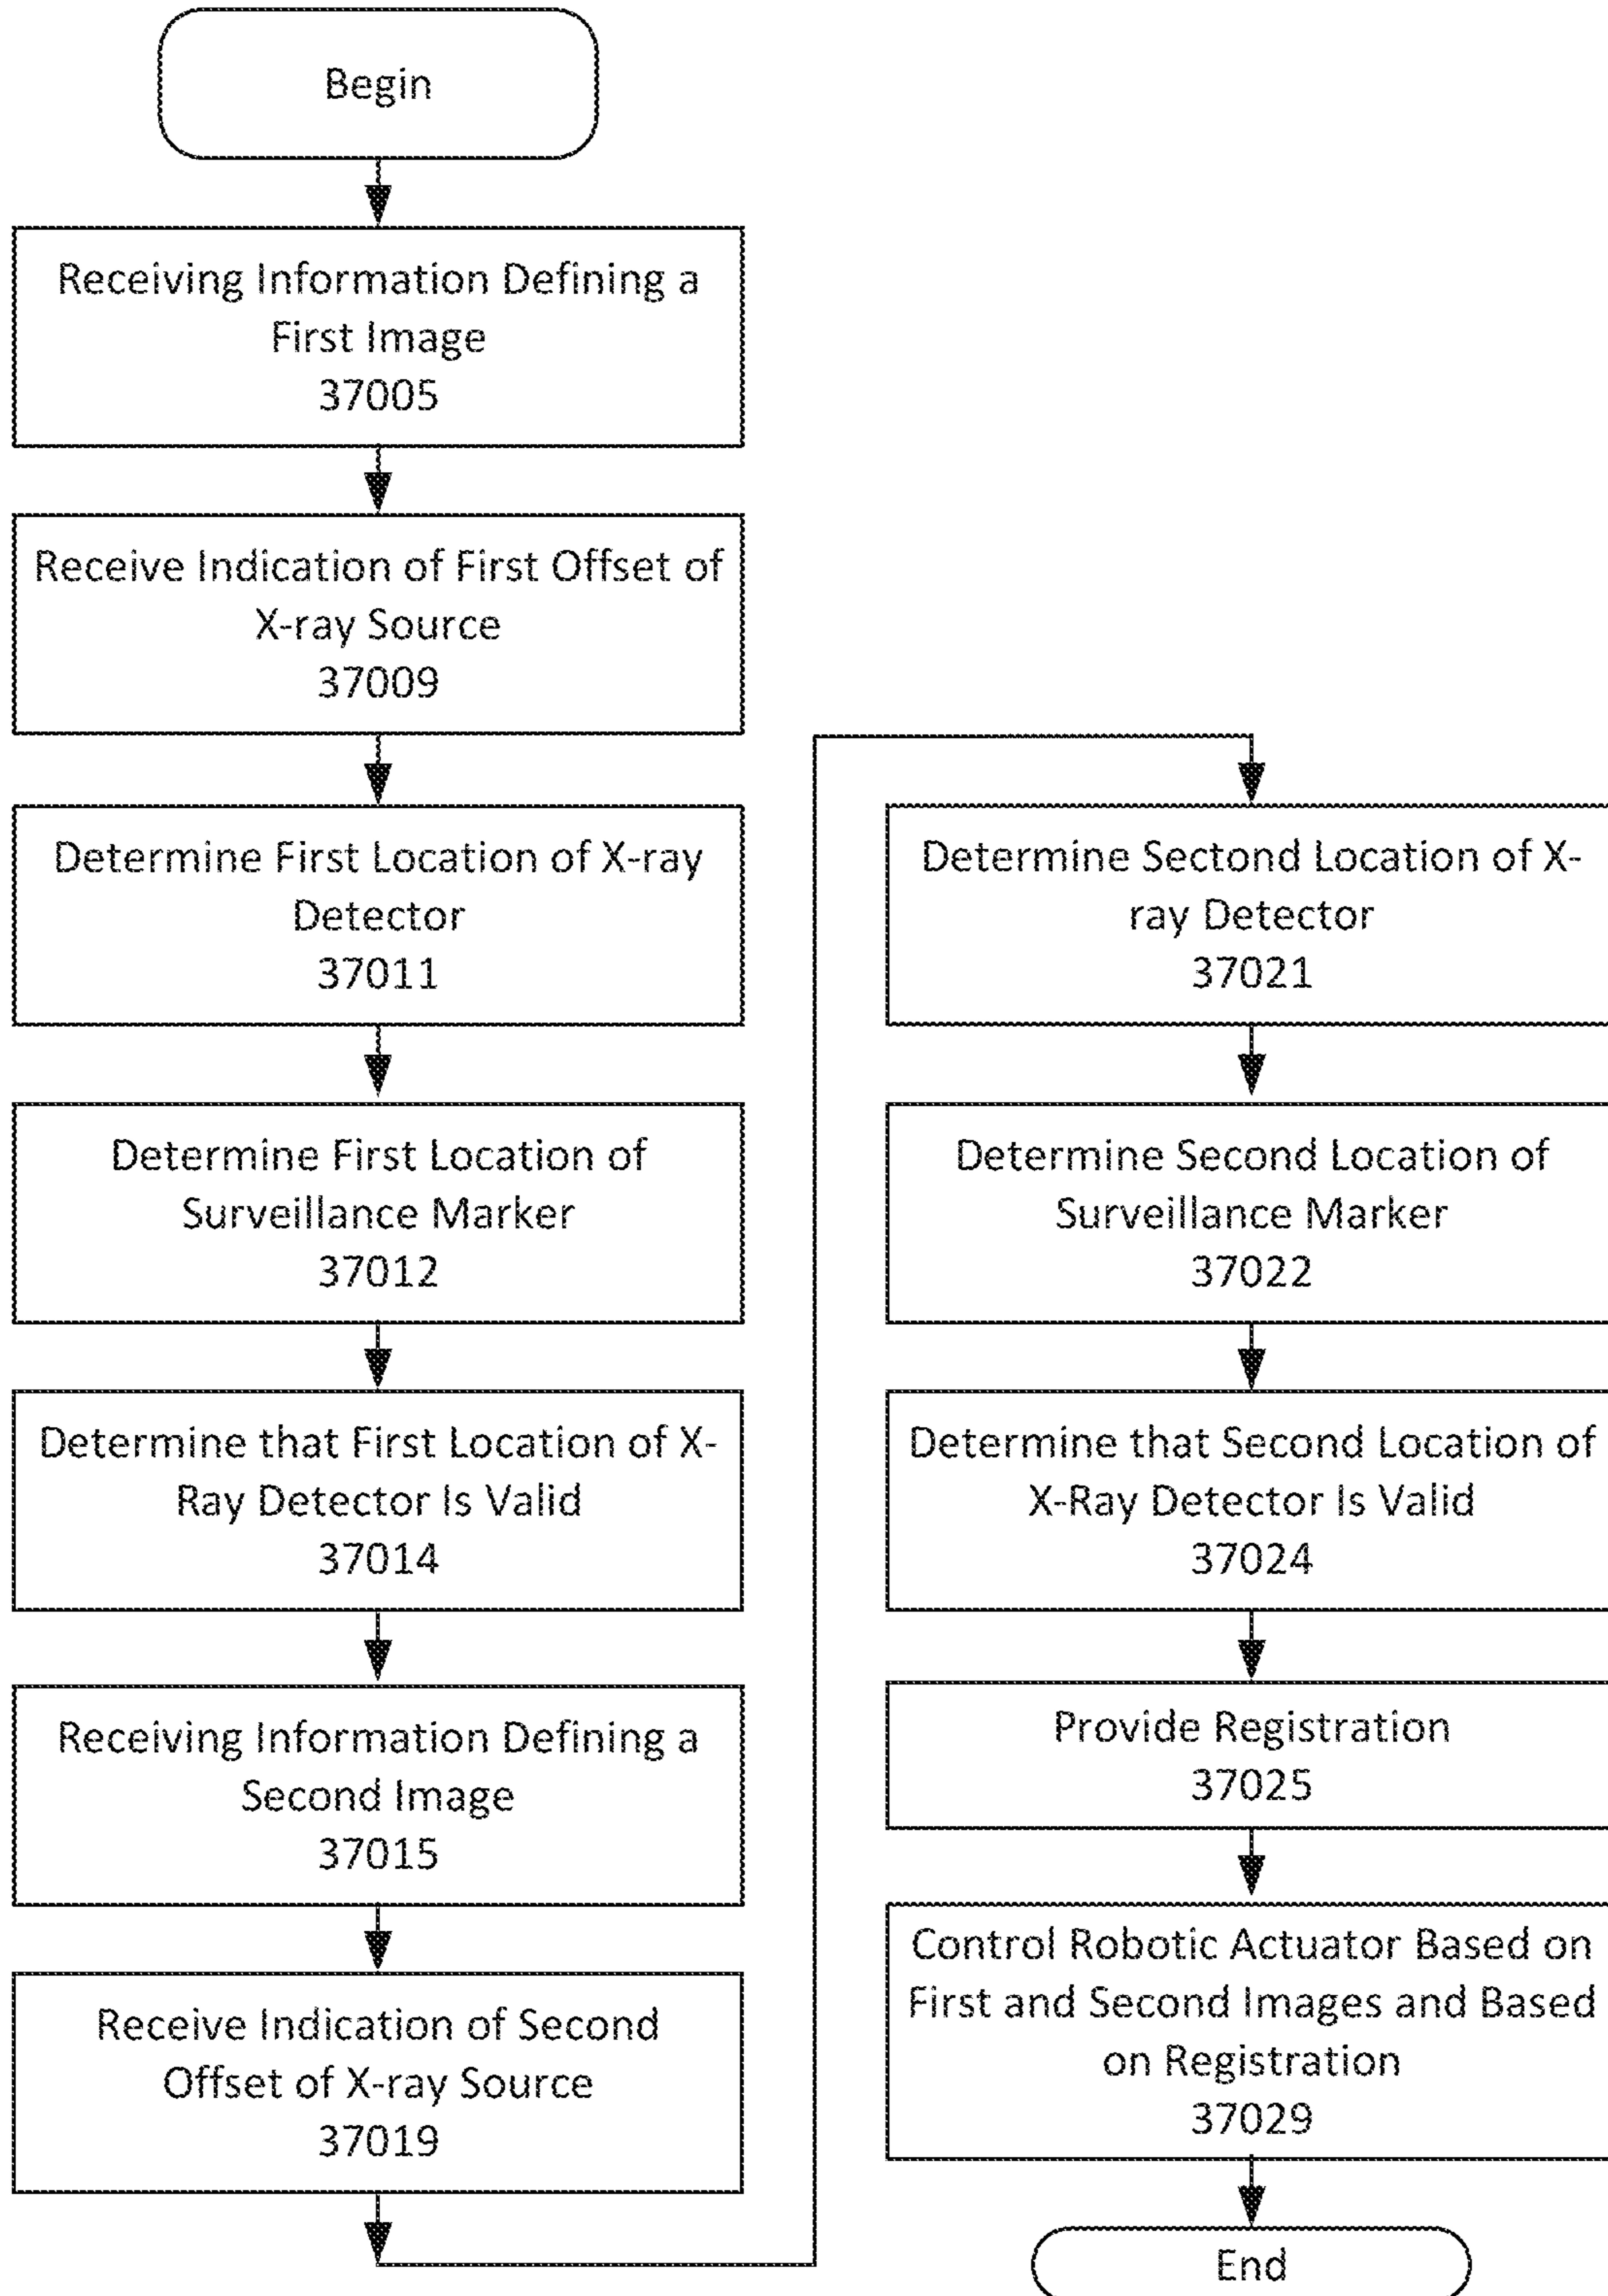 Begin
Receiving Information Defining a
First Image
37005
Receive Indication of First Offset of
X-ray Source
37009
Determine First Location of X-ray
Detector
37011
Determine First Location of
Surveillance Marker
37012
Determine that First Location of X-
Ray Detector Is Valid
37014
Receiving Information Defining a
Second Image
37015
Receive Indication of Second
Offset of X-ray Source
37019
Determine Sectond Location of X-
ray Detector
37021
Determine Second Location of
Surveillance Marker
37022
Determine that Second Location of
X-Ray Detector Is Valid
37024
Provide Registration
37025
Control Robotic Actuator Based on
First and Second Images and Based
on Registration
37029
End